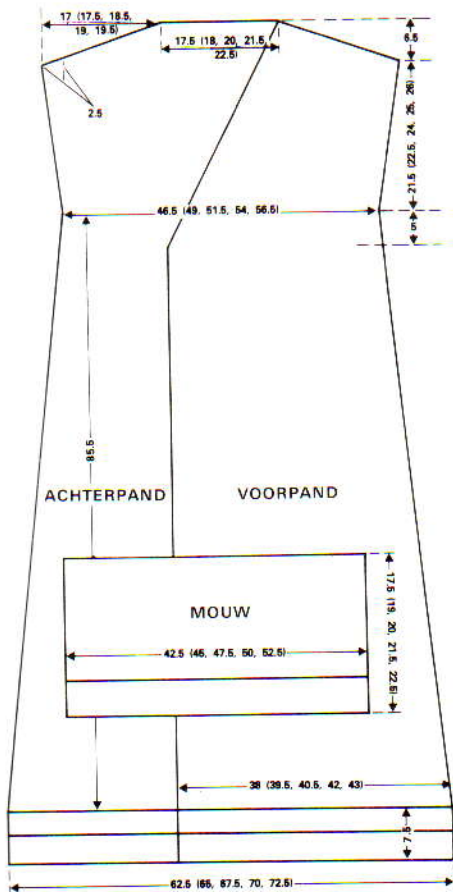 17 (17.5, 18.5,
19, 19.5)
17.5 (18, 20, 21.5,
22.5)
6.5
2.5
21.5 (22.5, 24, 25, 26)
46.5 (49, 51.5, 54, 56.5)
5
85.5
ACHTERPAND
VOORPAND
MOUW
17.5 (19, 20,
21.5, 22.5)
42.5 (45, 47.5, 50, 52.5)
38 (39.5, 40.5, 42, 43)
7.5
62.5 (65, 67.5, 70, 72.5)